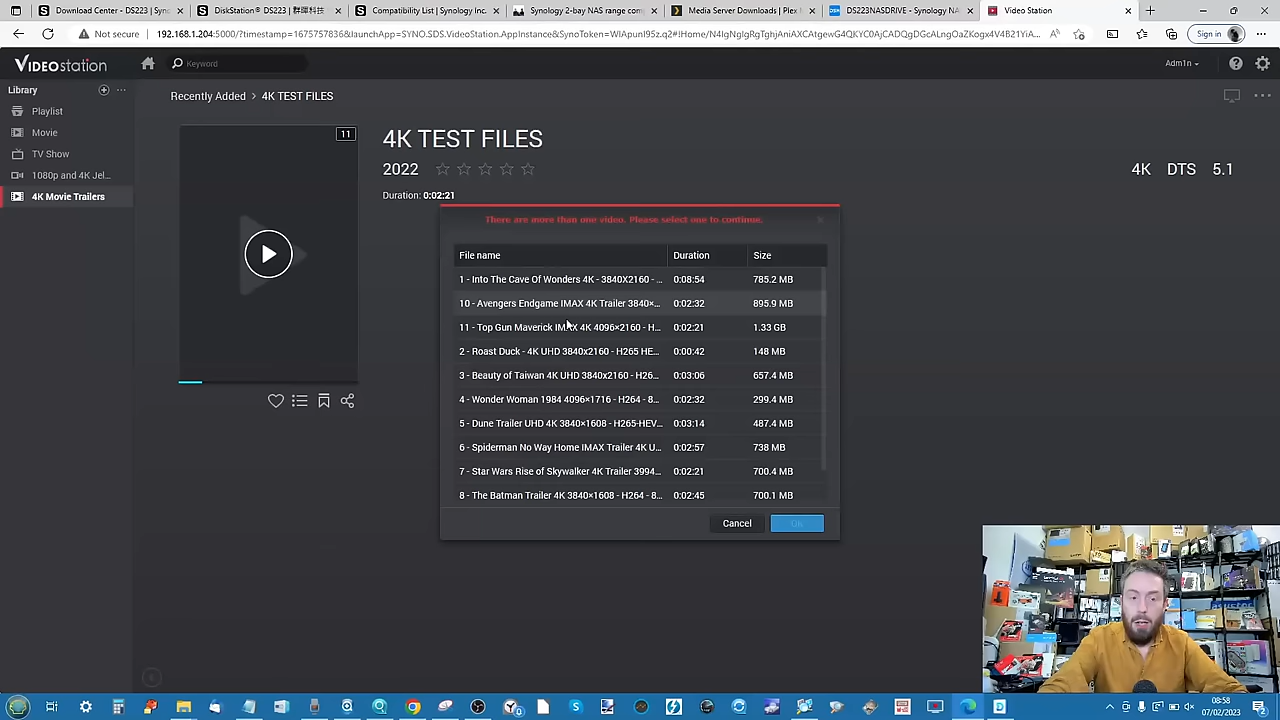 Download Center - DS223 | Syno
DiskStation® DS223 | 群暉科技
Compatibility List | Synology Inc.
Synology 2-bay NAS range com
Media Server Downloads | Plex M
DS223NASDRIVE - Synology NA
Video Station
Not secure
192.168.1.204:5000/?timestamp=1675757836&launchApp=SYNO.SDS.VideoStation.AppInstance&SynoToken=
Sign in
VIDEOstation
Keyword
Adm1n
Library
Recently Added > 4K TEST FILES
Playlist
Movie
TV Show
1080p and 4K Jel...
4K Movie Trailers
11
4K TEST FILES
2022
4K DTS 5.1
Duration: 0:02:21
There are more than one video. Please select one to continue.
File name Duration Size
1 - Into The Cave Of Wonders 4K - 3840X2160 - ... 0:08:54 785.2 MB
10 - Avengers Endgame IMAX 4K Trailer 3840×... 0:02:32 895.9 MB
11 - Top Gun Maverick IMAX 4K 4096×2160 - H... 0:02:21 1.33 GB
2 - Roast Duck - 4K UHD 3840x2160 - H265 HE... 0:00:42 148 MB
3 - Beauty of Taiwan 4K UHD 3840x2160 - H26... 0:03:06 657.4 MB
4 - Wonder Woman 1984 4096×1716 - H264 - 8... 0:02:32 299.4 MB
5 - Dune Trailer UHD 4K 3840×1608 - H265-HEV... 0:03:14 487.4 MB
6 - Spiderman No Way Home IMAX Trailer 4K U... 0:02:57 738 MB
7 - Star Wars Rise of Skywalker 4K Trailer 3994... 0:02:21 700.4 MB
8 - The Batman Trailer 4K 3840×1608 - H264 - 8... 0:02:45 700.1 MB
Cancel
08:58
07/02/2023